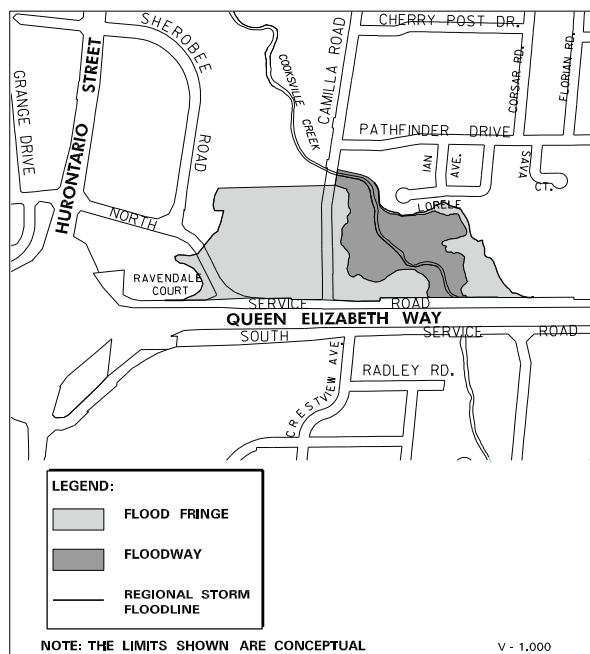 SHEROBEE
ROAD
GRANGE DRIVE
HURONTARIO STREET
COOKSVILLE CREEK
CAMILLA ROAD
CHERRY POST DR.
CORSAR RD.
FLORIAN RD.
PATHFINDER DRIVE
IAN AVE.
SAVA CT.
LORELE
NORTH
RAVENDALE
COURT
SERVICE ROAD
QUEEN ELIZABETH WAY
SOUTH SERVICE ROAD
CRESTVIEW AVE.
RADLEY RD.
LEGEND:
FLOOD FRINGE
FLOODWAY
REGIONAL STORM
FLOODLINE
NOTE: THE LIMITS SHOWN ARE CONCEPTUAL
V - 1.000